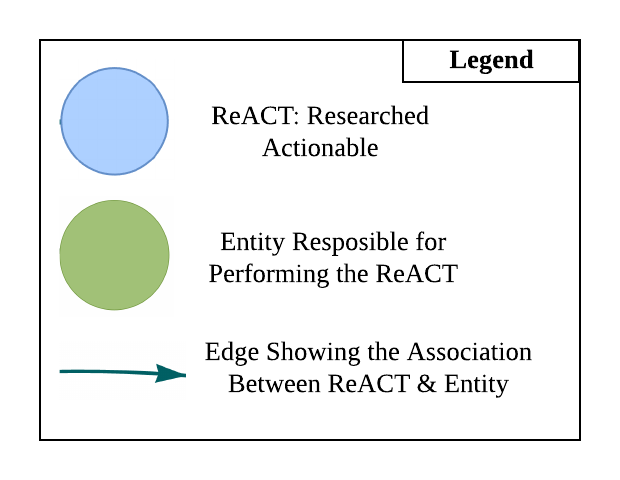 Legend
ReACT: Researched
Actionable
Entity Resposible for
Performing the ReACT
Edge Showing the Association
Between ReACT & Entity